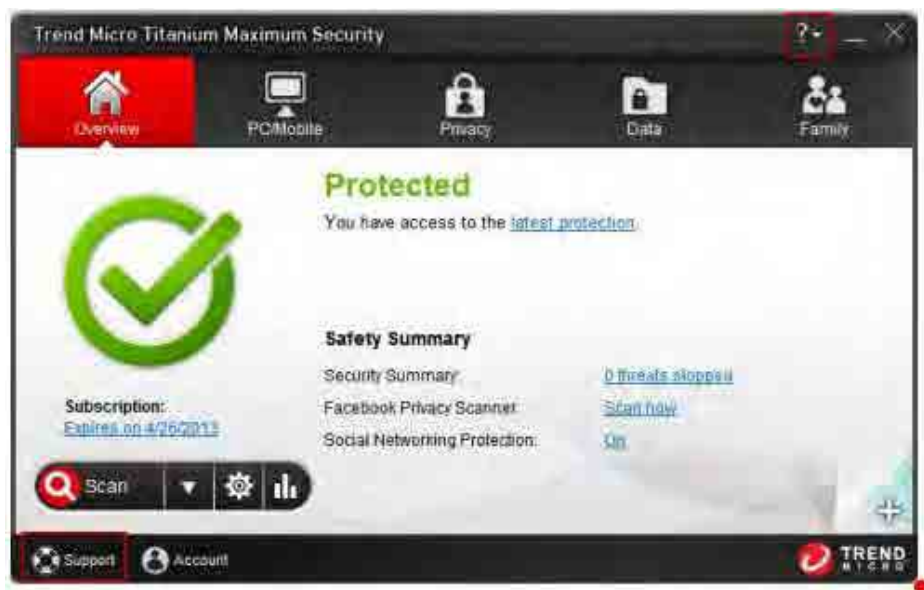 Trend Micro Titanium Maximum Security
?
Overview
PC/Mobile
Privacy
Data
Family
Protected
You have access to the latest protection.
Safety Summary
Security Summary: 0 threats stopped
Facebook Privacy Scanner: Scan now
Social Networking Protection: On
Subscription:
Expires on 4/26/2013
Scan
Support
Account
TREND
MICRO